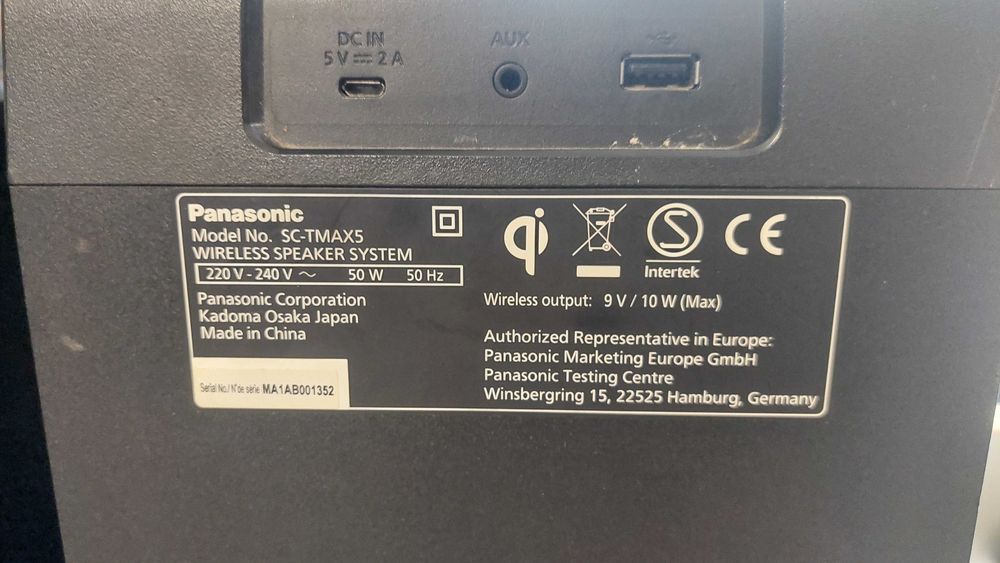 DC IN
5 V ⎓ 2 A
AUX
Panasonic
Model No. SC-TMAX5
WIRELESS SPEAKER SYSTEM
220 V - 240 V ～ 50 W 50 Hz
Panasonic Corporation
Kadoma Osaka Japan
Made in China
Serial No./ N° de série MA1AB001352
qi
S
Intertek
CE
Wireless output: 9 V / 10 W (Max)
Authorized Representative in Europe:
Panasonic Marketing Europe GmbH
Panasonic Testing Centre
Winsbergring 15, 22525 Hamburg, Germany